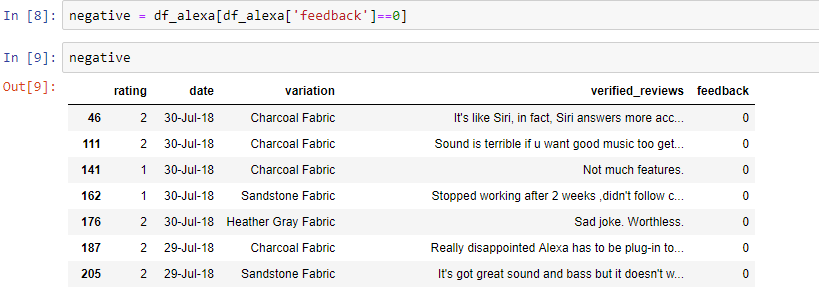 In [8]: negative = df_alexa[df_alexa['feedback']==0]
In [9]: negative
Out[9]:
rating date variation verified_reviews feedback
46 2 30-Jul-18 Charcoal Fabric It's like Siri, in fact, Siri answers more acc... 0
111 2 30-Jul-18 Charcoal Fabric Sound is terrible if u want good music too get... 0
141 1 30-Jul-18 Charcoal Fabric Not much features. 0
162 1 30-Jul-18 Sandstone Fabric Stopped working after 2 weeks ,didn't follow c... 0
176 2 30-Jul-18 Heather Gray Fabric Sad joke. Worthless. 0
187 2 29-Jul-18 Charcoal Fabric Really disappointed Alexa has to be plug-in to... 0
205 2 29-Jul-18 Sandstone Fabric It's got great sound and bass but it doesn't w... 0